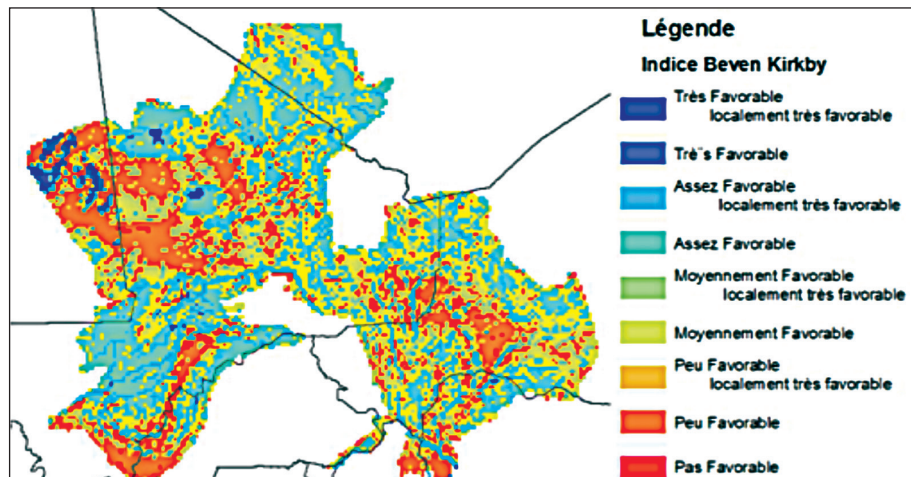 Légende
Indice Beven Kirkby
Très Favorable
localement très favorable
Trè¨s Favorable
Assez Favorable
localement très favorable
Assez Favorable
Moyennement Favorable
localement très favorable
Moyennement Favorable
Peu Favorable
localement très favorable
Peu Favorable
Pas Favorable